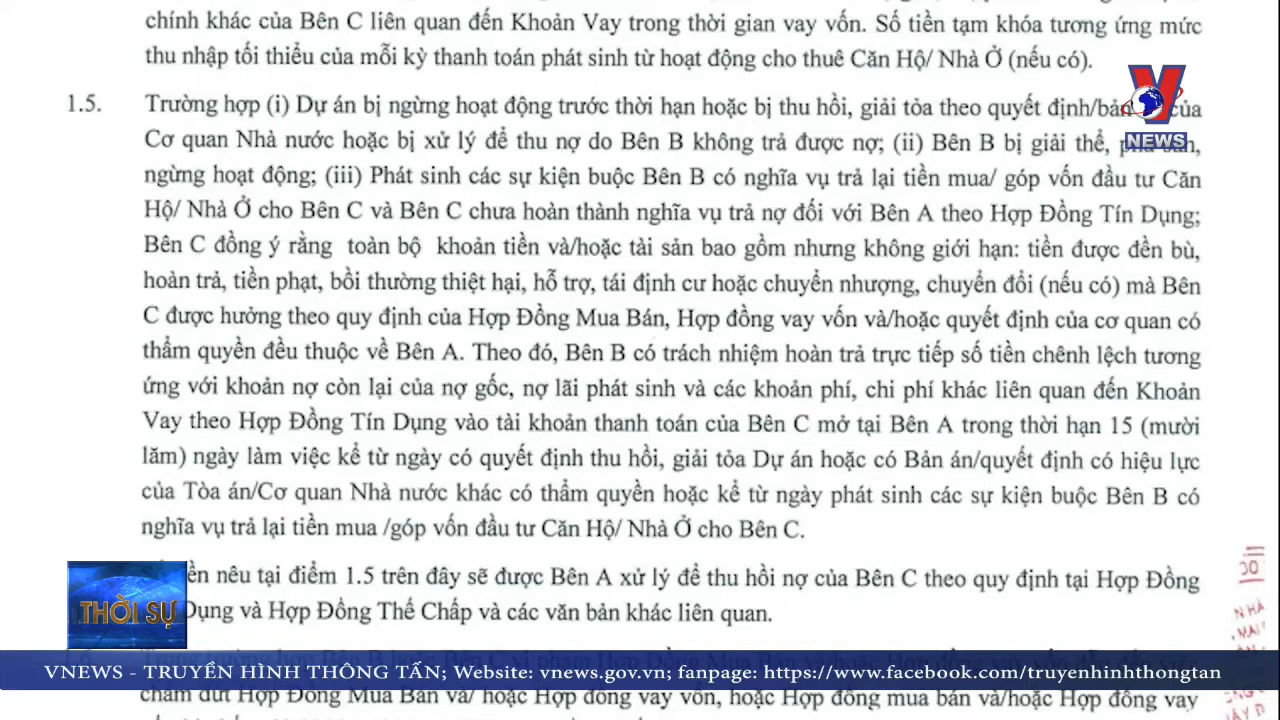 chính khác của Bên C liên quan đến Khoản Vay trong thời gian vay vốn. Số tiền tạm khóa tương ứng mức
thu nhập tối thiểu của mỗi kỳ thanh toán phát sinh từ hoạt động cho thuê Căn Hộ/ Nhà Ở (nếu có).
1.5. Trường hợp (i) Dự án bị ngừng hoạt động trước thời hạn hoặc bị thu hồi, giải tỏa theo quyết định/bản của
Cơ quan Nhà nước hoặc bị xử lý để thu nợ do Bên B không trả được nợ; (ii) Bên B bị giải thể, phá sản,
ngừng hoạt động; (iii) Phát sinh các sự kiện buộc Bên B có nghĩa vụ trả lại tiền mua/ góp vốn đầu tư Căn
Hộ/ Nhà Ở cho Bên C và Bên C chưa hoàn thành nghĩa vụ trả nợ đối với Bên A theo Hợp Đồng Tín Dụng;
Bên C đồng ý rằng toàn bộ khoản tiền và/hoặc tài sản bao gồm nhưng không giới hạn: tiền được đền bù,
hoàn trả, tiền phạt, bồi thường thiệt hại, hỗ trợ, tái định cư hoặc chuyển nhượng, chuyển đổi (nếu có) mà Bên
C được hưởng theo quy định của Hợp Đồng Mua Bán, Hợp đồng vay vốn và/hoặc quyết định của cơ quan có
thẩm quyền đều thuộc về Bên A. Theo đó, Bên B có trách nhiệm hoàn trả trực tiếp số tiền chênh lệch tương
ứng với khoản nợ còn lại của nợ gốc, nợ lãi phát sinh và các khoản phí, chi phí khác liên quan đến Khoản
Vay theo Hợp Đồng Tín Dụng vào tài khoản thanh toán của Bên C mở tại Bên A trong thời hạn 15 (mười
lăm) ngày làm việc kể từ ngày có quyết định thu hồi, giải tỏa Dự án hoặc có Bản án/quyết định có hiệu lực
của Tòa án/Cơ quan Nhà nước khác có thẩm quyền hoặc kể từ ngày phát sinh các sự kiện buộc Bên B có
nghĩa vụ trả lại tiền mua /góp vốn đầu tư Căn Hộ/ Nhà Ở cho Bên C.
nêu tại điểm 1.5 trên đây sẽ được Bên A xử lý để thu hồi nợ của Bên C theo quy định tại Hợp Đồng
Dụng và Hợp Đồng Thế Chấp và các văn bản khác liên quan.
chấm dứt Hợp Đồng Mua Bán và/ hoặc Hợp đồng vay vốn, hoặc Hợp đồng mua bán và/hoặc Hợp đồng vay
V
NEWS
THỜI SỰ
VNEWS - TRUYỀN HÌNH THÔNG TẤN; Website: vnews.gov.vn; fanpage: https://www.facebook.com/truyenhinhthongtan